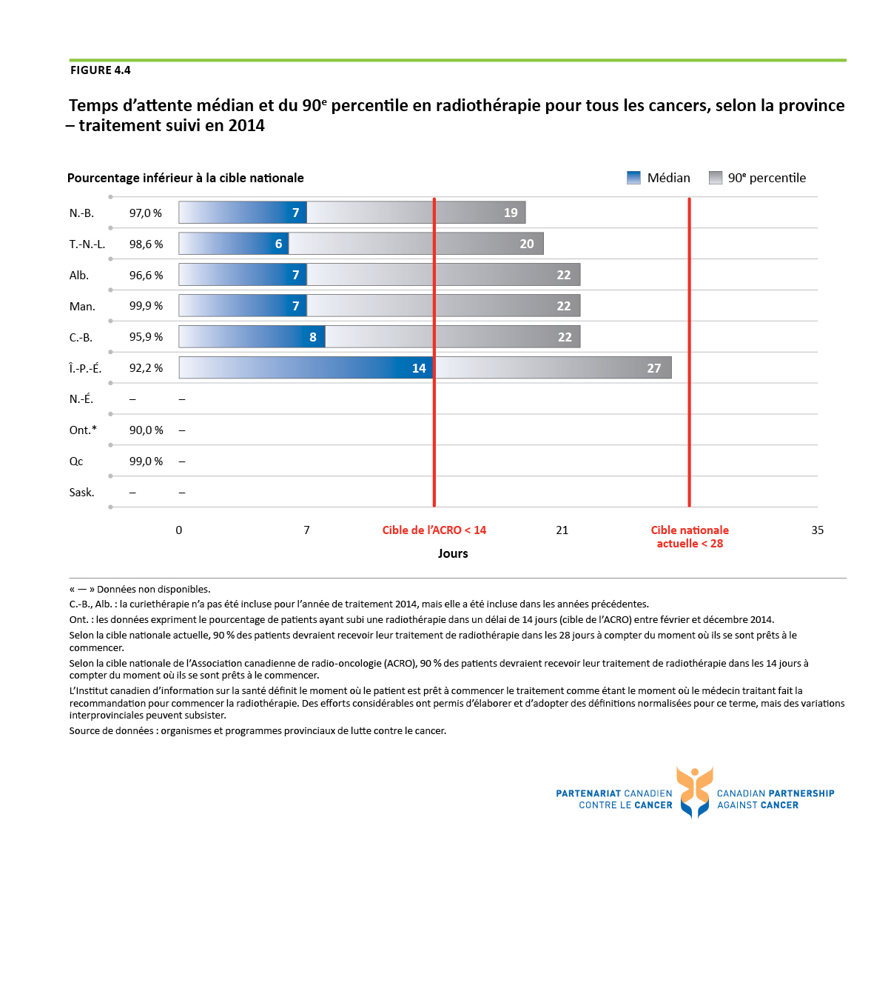 FIGURE 4.4
Temps d’attente médian et du 90e percentile en radiothérapie pour tous les cancers, selon la province
– traitement suivi en 2014
Pourcentage inférieur à la cible nationale
Médian 90e percentile
N.-B. 97,0 % 7 19
T.-N.-L. 98,6 % 6 20
Alb. 96,6 % 7 22
Man. 99,9 % 7 22
C.-B. 95,9 % 8 22
Î.-P.-É. 92,2 % 14 27
N.-É. – –
Ont.* 90,0 % –
Qc 99,0 % –
Sask. – –
0 7 Cible de l’ACRO < 14 21 Cible nationale 35
actuelle < 28
Jours
« — » Données non disponibles.
C.-B., Alb. : la curiethérapie n’a pas été incluse pour l’année de traitement 2014, mais elle a été incluse dans les années précédentes.
Ont. : les données expriment le pourcentage de patients ayant subi une radiothérapie dans un délai de 14 jours (cible de l’ACRO) entre février et décembre 2014.
Selon la cible nationale actuelle, 90 % des patients devraient recevoir leur traitement de radiothérapie dans les 28 jours à compter du moment où ils se sont prêts à le
commencer.
Selon la cible nationale de l’Association canadienne de radio-oncologie (ACRO), 90 % des patients devraient recevoir leur traitement de radiothérapie dans les 14 jours à
compter du moment où ils se sont prêts à le commencer.
L’Institut canadien d’information sur la santé définit le moment où le patient est prêt à commencer le traitement comme étant le moment où le médecin traitant fait la
recommandation pour commencer la radiothérapie. Des efforts considérables ont permis d’élaborer et d’adopter des définitions normalisées pour ce terme, mais des variations
interprovinciales peuvent subsister.
Source de données : organismes et programmes provinciaux de lutte contre le cancer.
PARTENARIAT CANADIEN CANADIAN PARTNERSHIP
CONTRE LE CANCER AGAINST CANCER